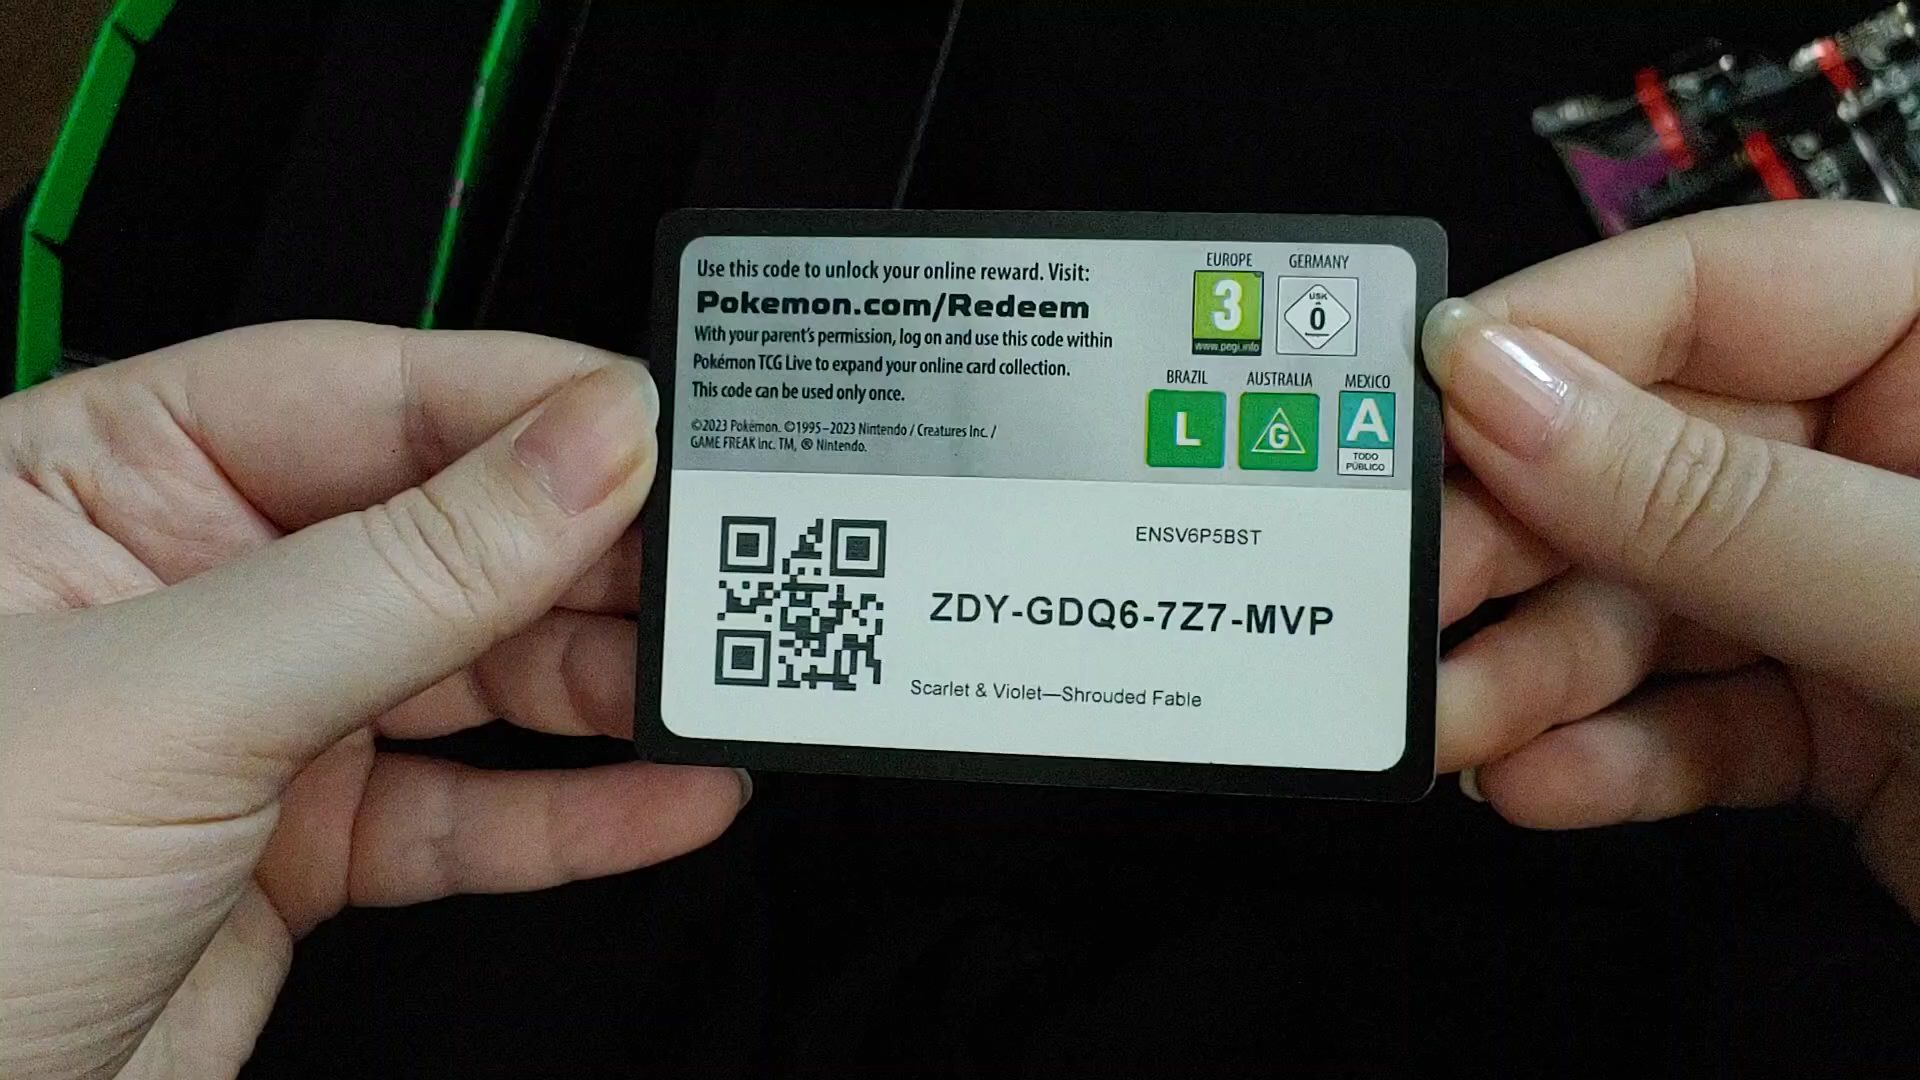 Use this code to unlock your online reward. Visit:
Pokemon.com/Redeem
With your parent's permission, log on and use this code within
Pokémon TCG Live to expand your online card collection.
This code can be used only once.
©2023 Pokémon. ©1995–2023 Nintendo / Creatures Inc. /
GAME FREAK inc. TM, ® Nintendo.
EUROPE
3
www.pegi.info
GERMANY
USK
0
BRAZIL
L
AUSTRALIA
G
MEXICO
A
TODO
PÚBLICO
ENSV6P5BST
ZDY-GDQ6-7Z7-MVP
Scarlet & Violet—Shrouded Fable